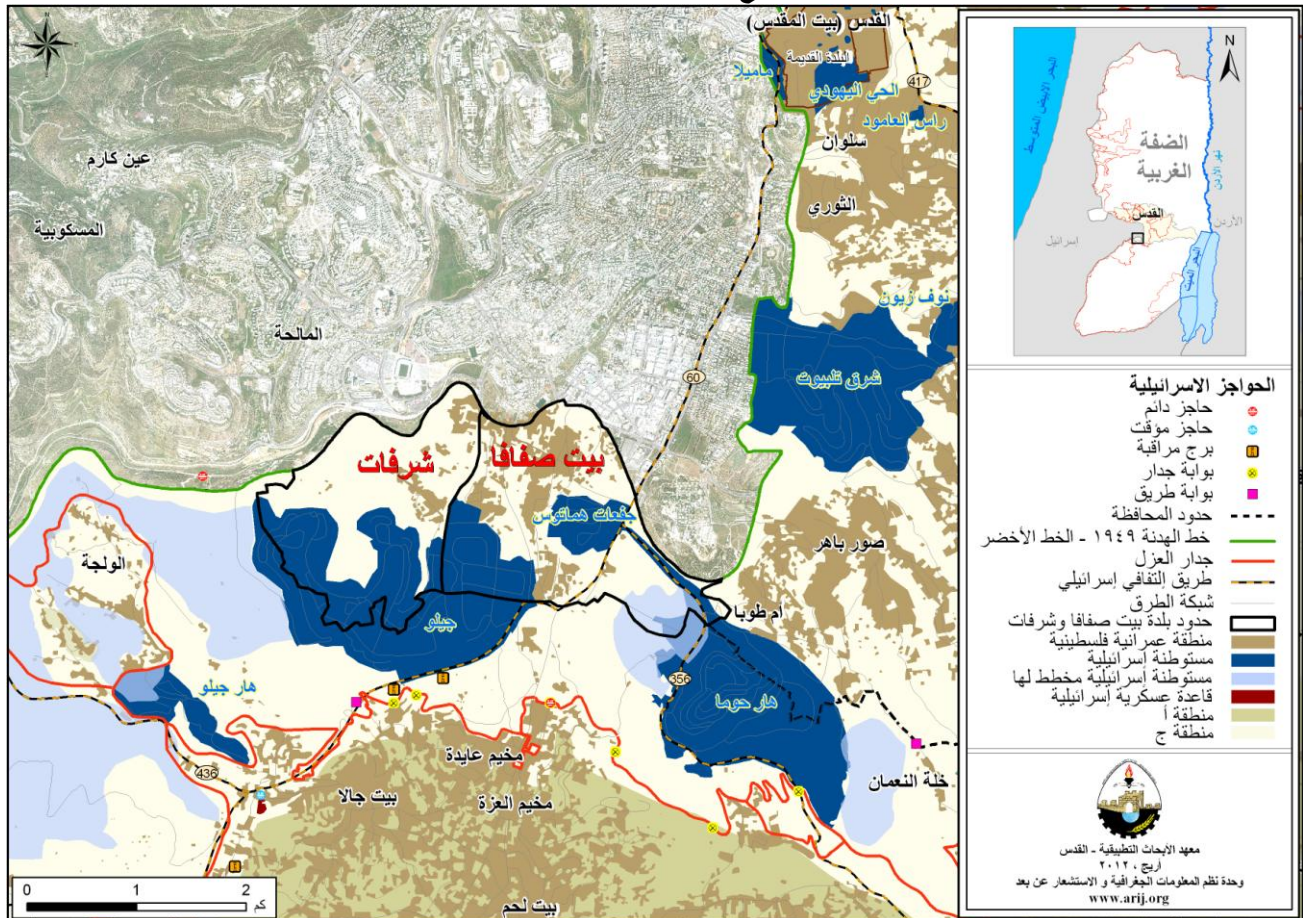 القدس (بيت المقدس)
البلدة القديمة
ماميلا
417
الحي اليهودي
راس العامود
سلوان
عين كارم
الثوري
المسكوبية
نوف زيون
المالحة
شرق تلبيوت
60
بيت صفافا
شرفات
جفعات هماتوس
صور باهر
الولجة
أم طوبا
جيلو
هار جيلو
356
هار حوما
خلة النعمان
مخيم عايدة
436
بيت جالا
مخيم العزة
بيت لحم
0 1 2
كم
N
البحر الابيض المتوسط
الضفة
الغربية
نهر الاردن
القدس
الأردن
إسرائيل
البحر الميت
الحواجز الاسرائيلية
حاجز دائم
حاجز مؤقت
برج مراقبة
بوابة جدار
بوابة طريق
حدود المحافظة
خط الهدنة ١٩٤٩ - الخط الأخضر
جدار العزل
طريق إلتفافي إسرائيلي
شبكة الطرق
حدود بلدة بيت صفافا وشرفات
منطقة عمرانية فلسطينية
مستوطنة إسرائيلية
مستوطنة إسرائيلية مخطط لها
قاعدة عسكرية إسرائيلية
منطقة أ
منطقة ج
معهد الأبحاث التطبيقية - القدس
أريج ، ٢٠١٢
وحدة نظم المعلومات الجغرافية و الاستشعار عن بعد
www.arij.org